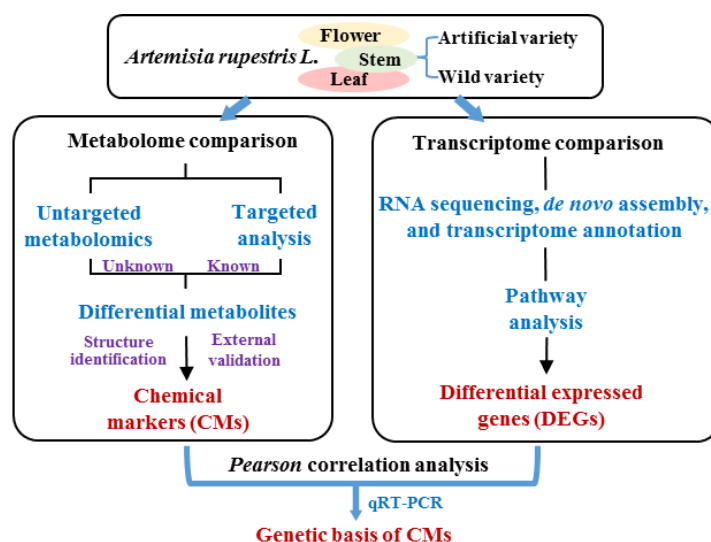 Flower
Artemisia rupestris L.
Stem
Leaf
Artificial variety
Wild variety
Metabolome comparison
Untargeted
metabolomics
Targeted
analysis
Unknown
Known
Differential metabolites
Structure
identification
External
validation
Chemical
markers (CMs)
Transcriptome comparison
RNA sequencing, de novo assembly,
and transcriptome annotation
Pathway
analysis
Differential expressed
genes (DEGs)
Pearson correlation analysis
qRT-PCR
Genetic basis of CMs